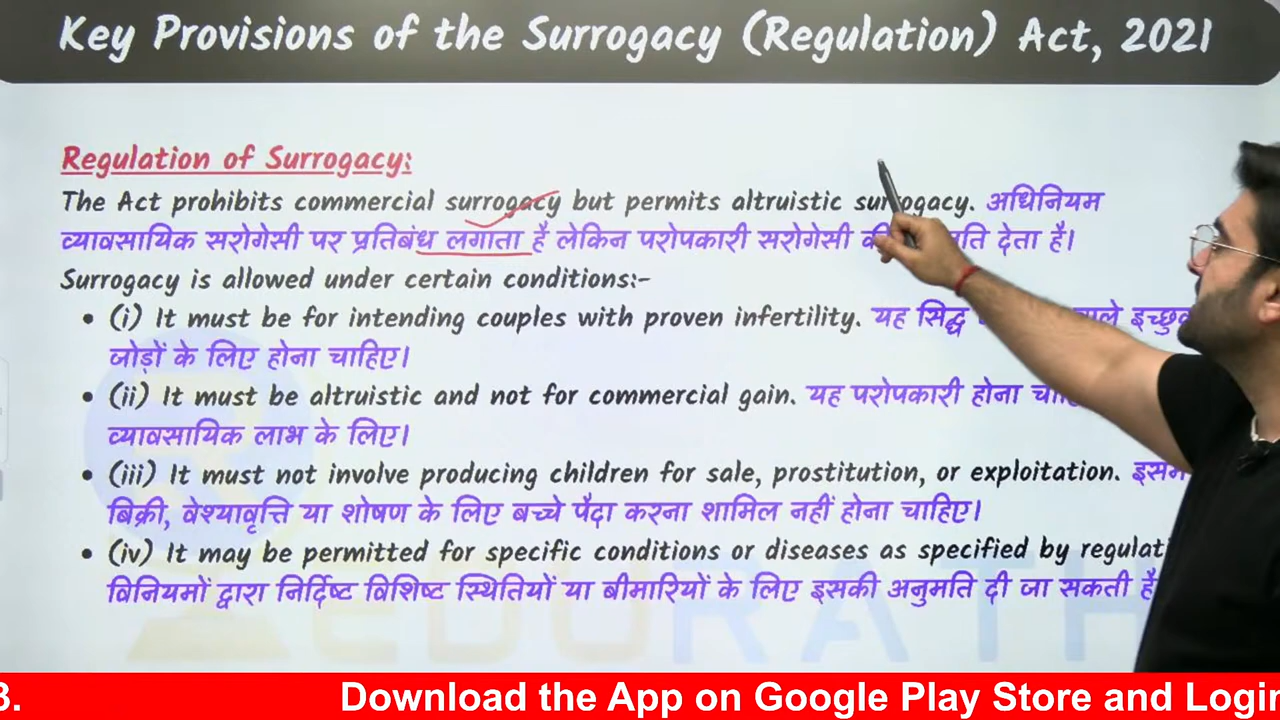 Key Provisions of the Surrogacy (Regulation) Act, 2021
Regulation of Surrogacy:
The Act prohibits commercial surrogacy but permits altruistic surrogacy. अधिनियम
व्यावसायिक सरोगेसी पर प्रतिबंध लगाता है लेकिन परोपकारी सरोगेसी देता है।
Surrogacy is allowed under certain conditions:-
• (i) It must be for intending couples with proven infertility. यह सिद्ध
जोड़ों के लिए होना चाहिए।
• (ii) It must be altruistic and not for commercial gain. यह परोपकारी होना
व्यावसायिक लाभ के लिए।
• (iii) It must not involve producing children for sale, prostitution, or exploitation.
बिक्री, वेश्यावृत्ति या शोषण के लिए बच्चे पैदा करना शामिल नहीं होना चाहिए।
• (iv) It may be permitted for specific conditions or diseases as specified by
विनियमों द्वारा निर्दिष्ट विशिष्ट स्थितियों या बीमारियों के लिए इसकी अनुमति दी जा सकती है
EDURATH
3. Download the App on Google Play Store and Login